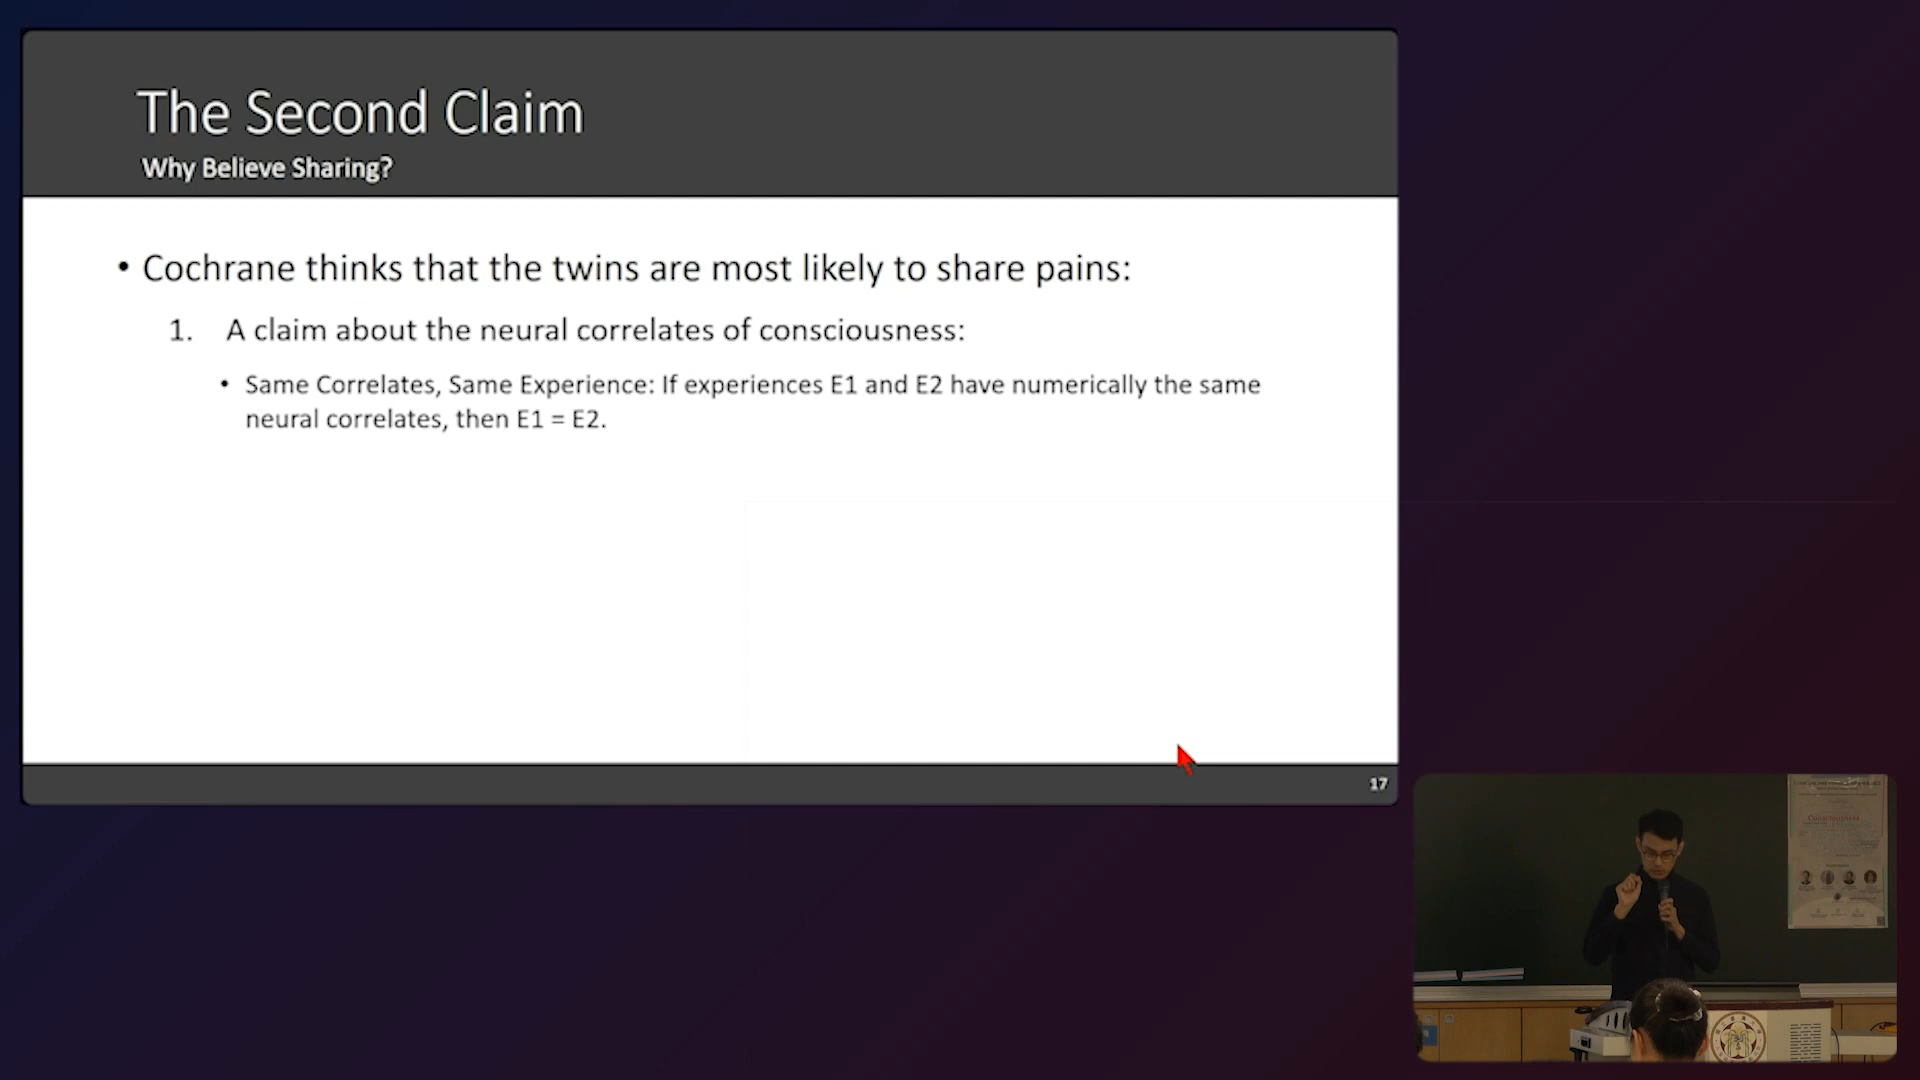 The Second Claim
Why Believe Sharing?
• Cochrane thinks that the twins are most likely to share pains:
1. A claim about the neural correlates of consciousness:
• Same Correlates, Same Experience: If experiences E1 and E2 have numerically the same
neural correlates, then E1 = E2.
17
Consciousness